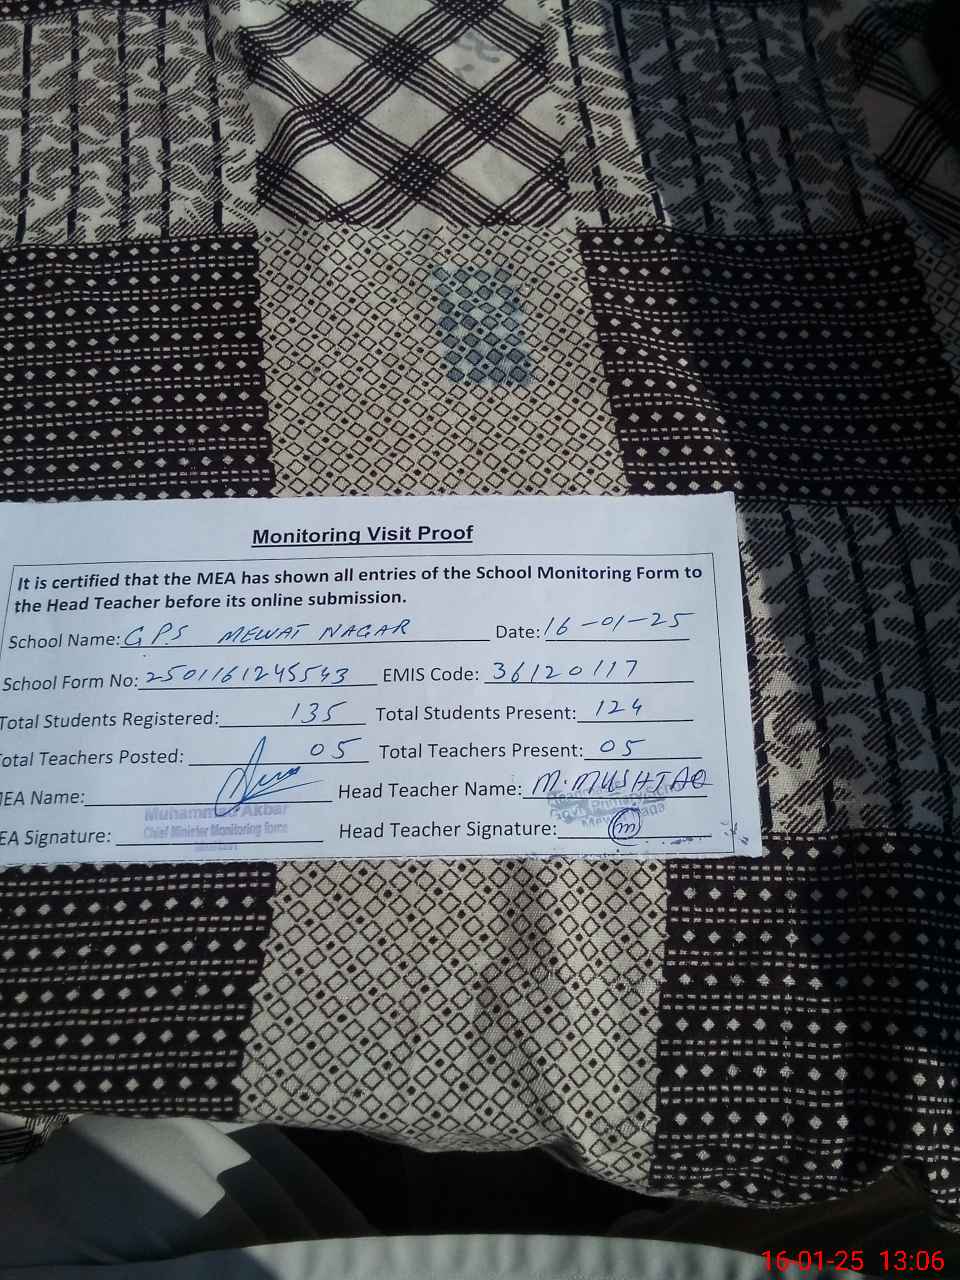 Monitoring Visit Proof
It is certified that the MEA has shown all entries of the School Monitoring Form to
the Head Teacher before its online submission.
School Name: G P.S MEWAT NAGAR Date: 16-01-25
School Form No: 2501161245543 EMIS Code: 36120117
Total Students Registered: 135 Total Students Present: 124
otal Teachers Posted: 05 Total Teachers Present: 05
MEA Name: Head Teacher Name: M. MUSHTAQ
Muhammad Akbar
Chief Minister Monitoring force
EA Signature: Head Teacher Signature:
16-01-25 13:06